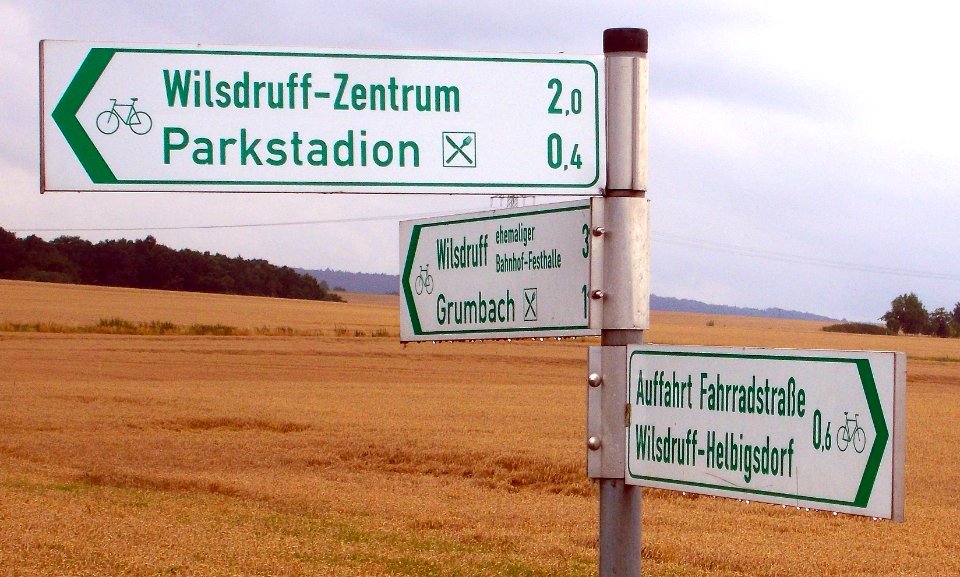 Wilsdruff-Zentrum 2,0
Parkstadion 0,4
Wilsdruff ehemaliger Bahnhof-Festhalle 3
Grumbach 1
Auffahrt Fahrradstraße
Wilsdruff-Helbigsdorf 0,6